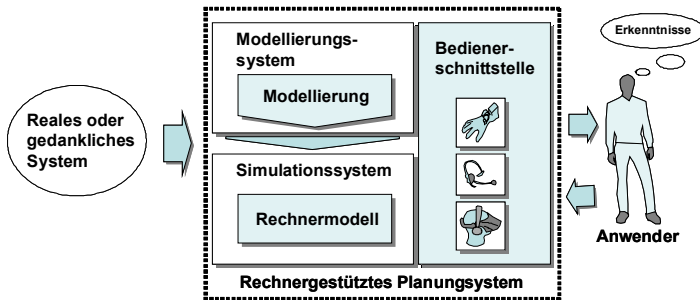 Reales oder
gedankliches
System
Modellierungs-
system
Modellierung
Simulationssystem
Rechnermodell
Bediener-
schnittstelle
Rechnergestütztes Planungsystem
Erkenntnisse
Anwender